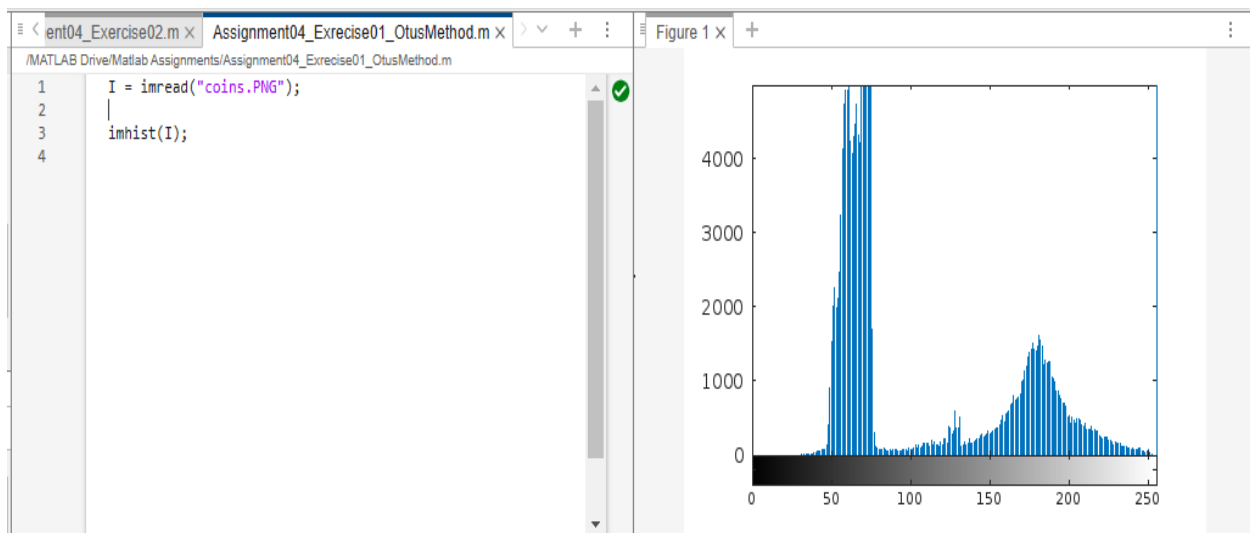 ent04_Exercise02.m ×
Assignment04_Exrecise01_OtusMethod.m ×
/MATLAB Drive/Matlab Assignments/Assignment04_Exrecise01_OtusMethod.m
1 I = imread("coins.PNG");
2
3 imhist(I);
4
Figure 1 ×
4000
3000
2000
1000
0
0 50 100 150 200 250